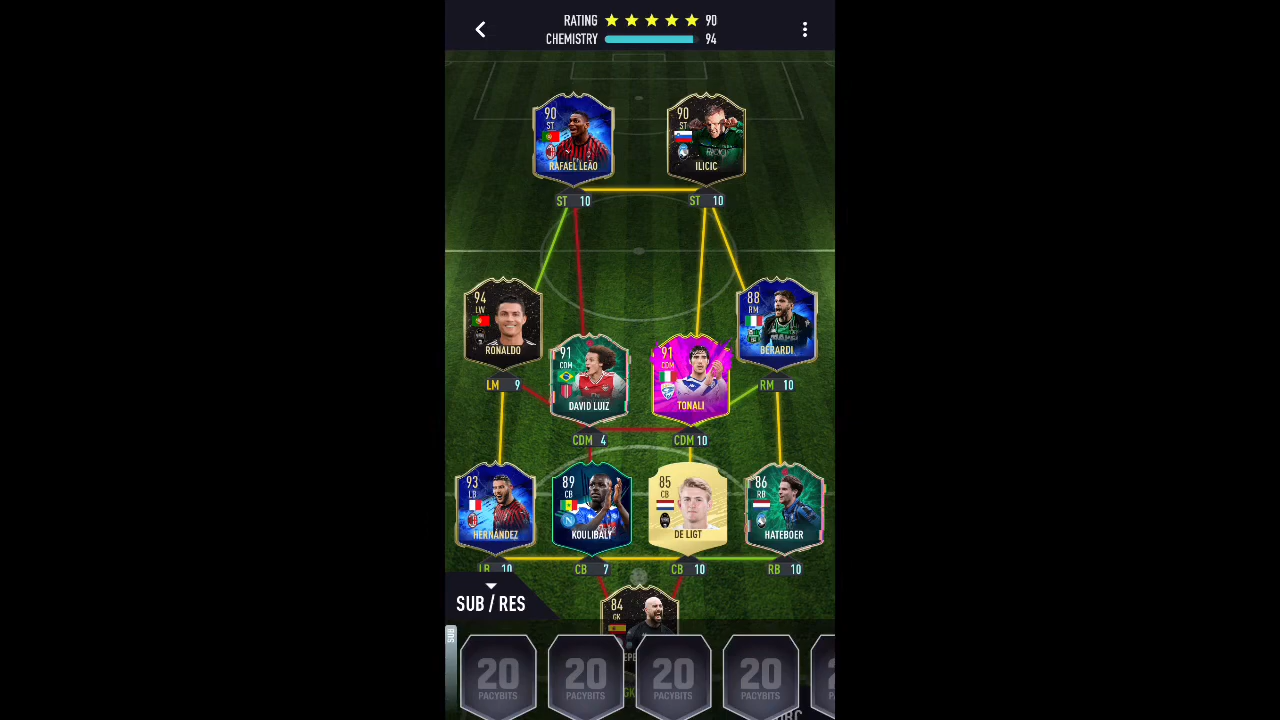 RATING 90
CHEMISTRY 94
90 ST RAFAEL LEÃO
90 ST ILICIC
ST 10
ST 10
94 LW RONALDO
88 RM BERARDI
91 CDM DAVID LUIZ
91 CDM TONALI
LM 9
RM 10
CDM 4
CDM 10
93 LB HERNÁNDEZ
89 CB KOULIBALY
85 CB DE LIGT
86 RB HATEBOER
LB 10
CB 7
CB 10
RB 10
84 GK
SUB / RES
SUBS
20 PACYBITS
20 PACYBITS
20 PACYBITS
20 PACYBITS